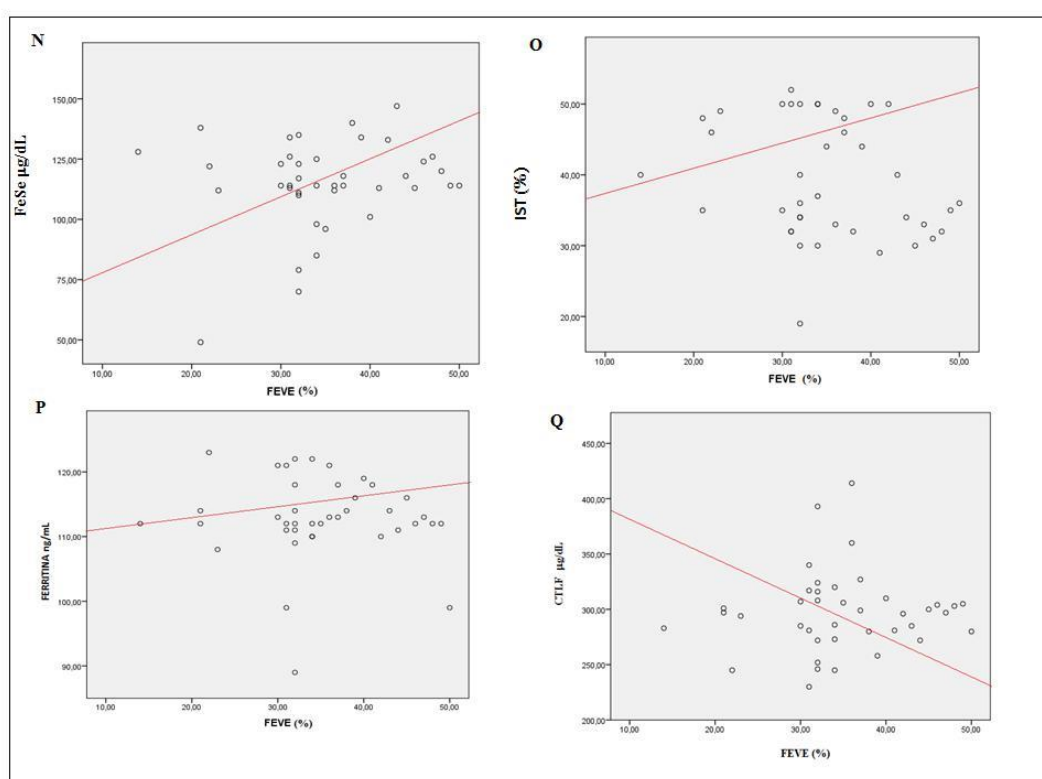 N
FeSe µg/dL
150,00
125,00
100,00
75,00
50,00
10,00 20,00 30,00 40,00 50,00
FEVE (%)
O
IST (%)
50,00
40,00
30,00
20,00
10,00 20,00 30,00 40,00 50,00
FEVE (%)
P
FERRITINA ng/mL
120,00
110,00
100,00
90,00
10,00 20,00 30,00 40,00 50,00
FEVE (%)
Q
CTLF µg/dL
450,00
400,00
350,00
300,00
250,00
200,00
10,00 20,00 30,00 40,00 50,00
FEVE (%)